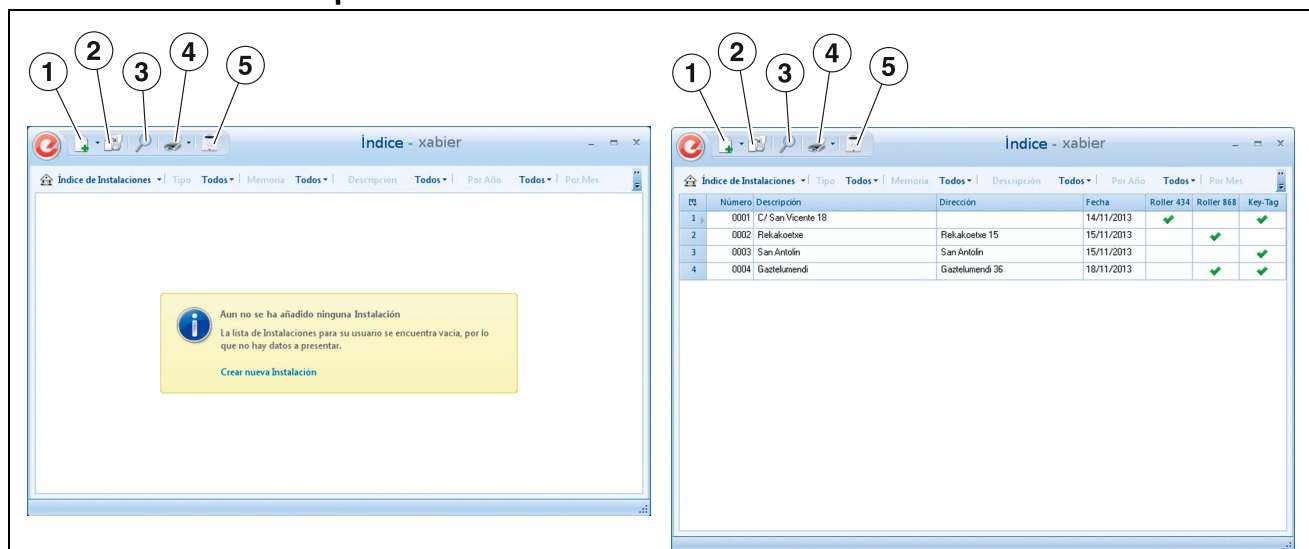 1
2
3
4
5
Índice - xabier
Índice de Instalaciones Tipo Todos Memoria Todos Descripción Todos Por Año Todos Por Mes
Aun no se ha añadido ninguna Instalación
La lista de Instalaciones para su usuario se encuentra vacia, por lo
que no hay datos a presentar.
Crear nueva Instalación
1
2
3
4
5
Índice - xabier
Índice de Instalaciones Tipo Todos Memoria Todos Descripción Todos Por Año Todos Por Mes
Número Descripción Dirección Fecha Roller 434 Roller 868 Key-Tag
1 0001 C/ San Vicente 18 14/11/2013
2 0002 Rekakoetxe Rekakoetxe 15 15/11/2013
3 0003 San Antolin San Antolin 15/11/2013
4 0004 Gaztelumendi Gaztelumendi 36 18/11/2013